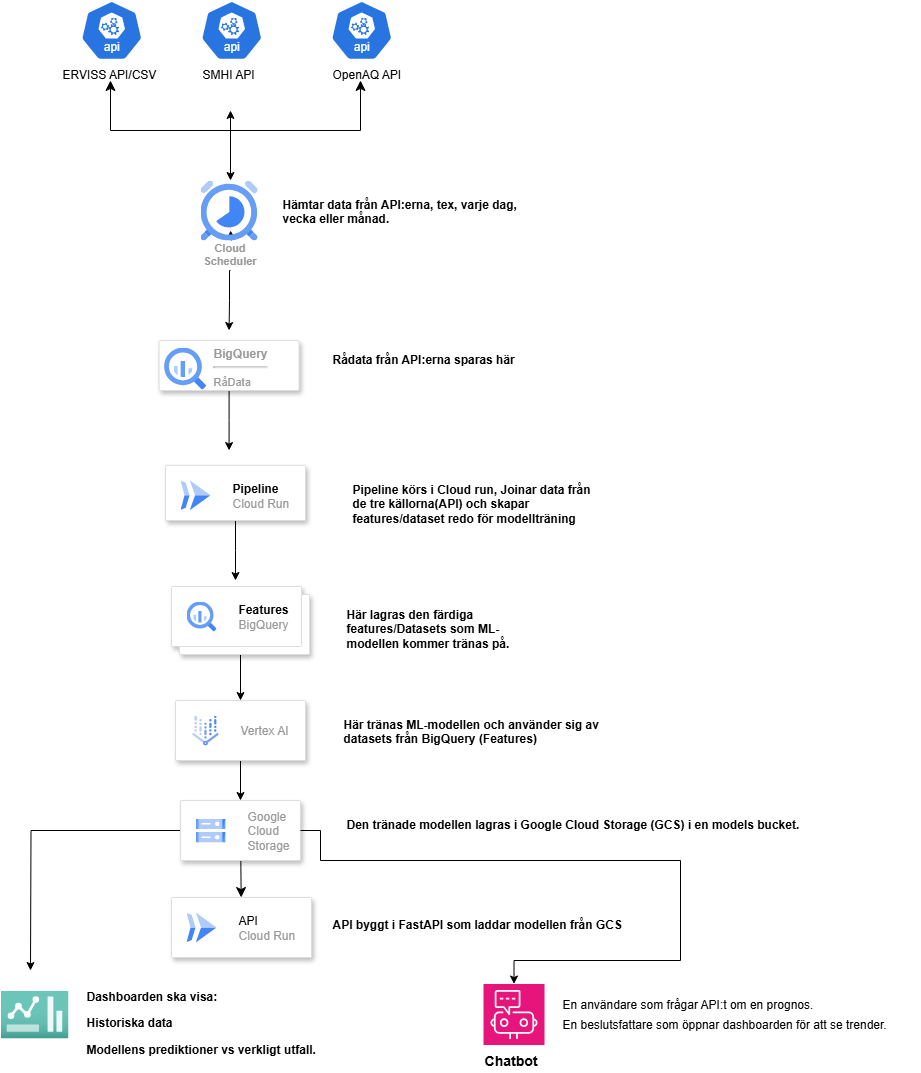 api
api
api
ERVISS API/CSV
SMHI API
OpenAQ API
Hämtar data från API:erna, tex, varje dag,
vecka eller månad.
Cloud
Scheduler
BigQuery
RåData
Rådata från API:erna sparas här
Pipeline
Cloud Run
Pipeline körs i Cloud run, Joinar data från
de tre källorna(API) och skapar
features/dataset redo för modellträning
Features
BigQuery
Här lagras den färdiga
features/Datasets som ML-
modellen kommer tränas på.
Vertex AI
Här tränas ML-modellen och använder sig av
datasets från BigQuery (Features)
Google
Cloud
Storage
Den tränade modellen lagras i Google Cloud Storage (GCS) i en models bucket.
API
Cloud Run
API byggt i FastAPI som laddar modellen från GCS
Dashboarden ska visa:
Historiska data
Modellens prediktioner vs verkligt utfall.
En användare som frågar API:t om en prognos.
En beslutsfattare som öppnar dashboarden för att se trender.
Chatbot